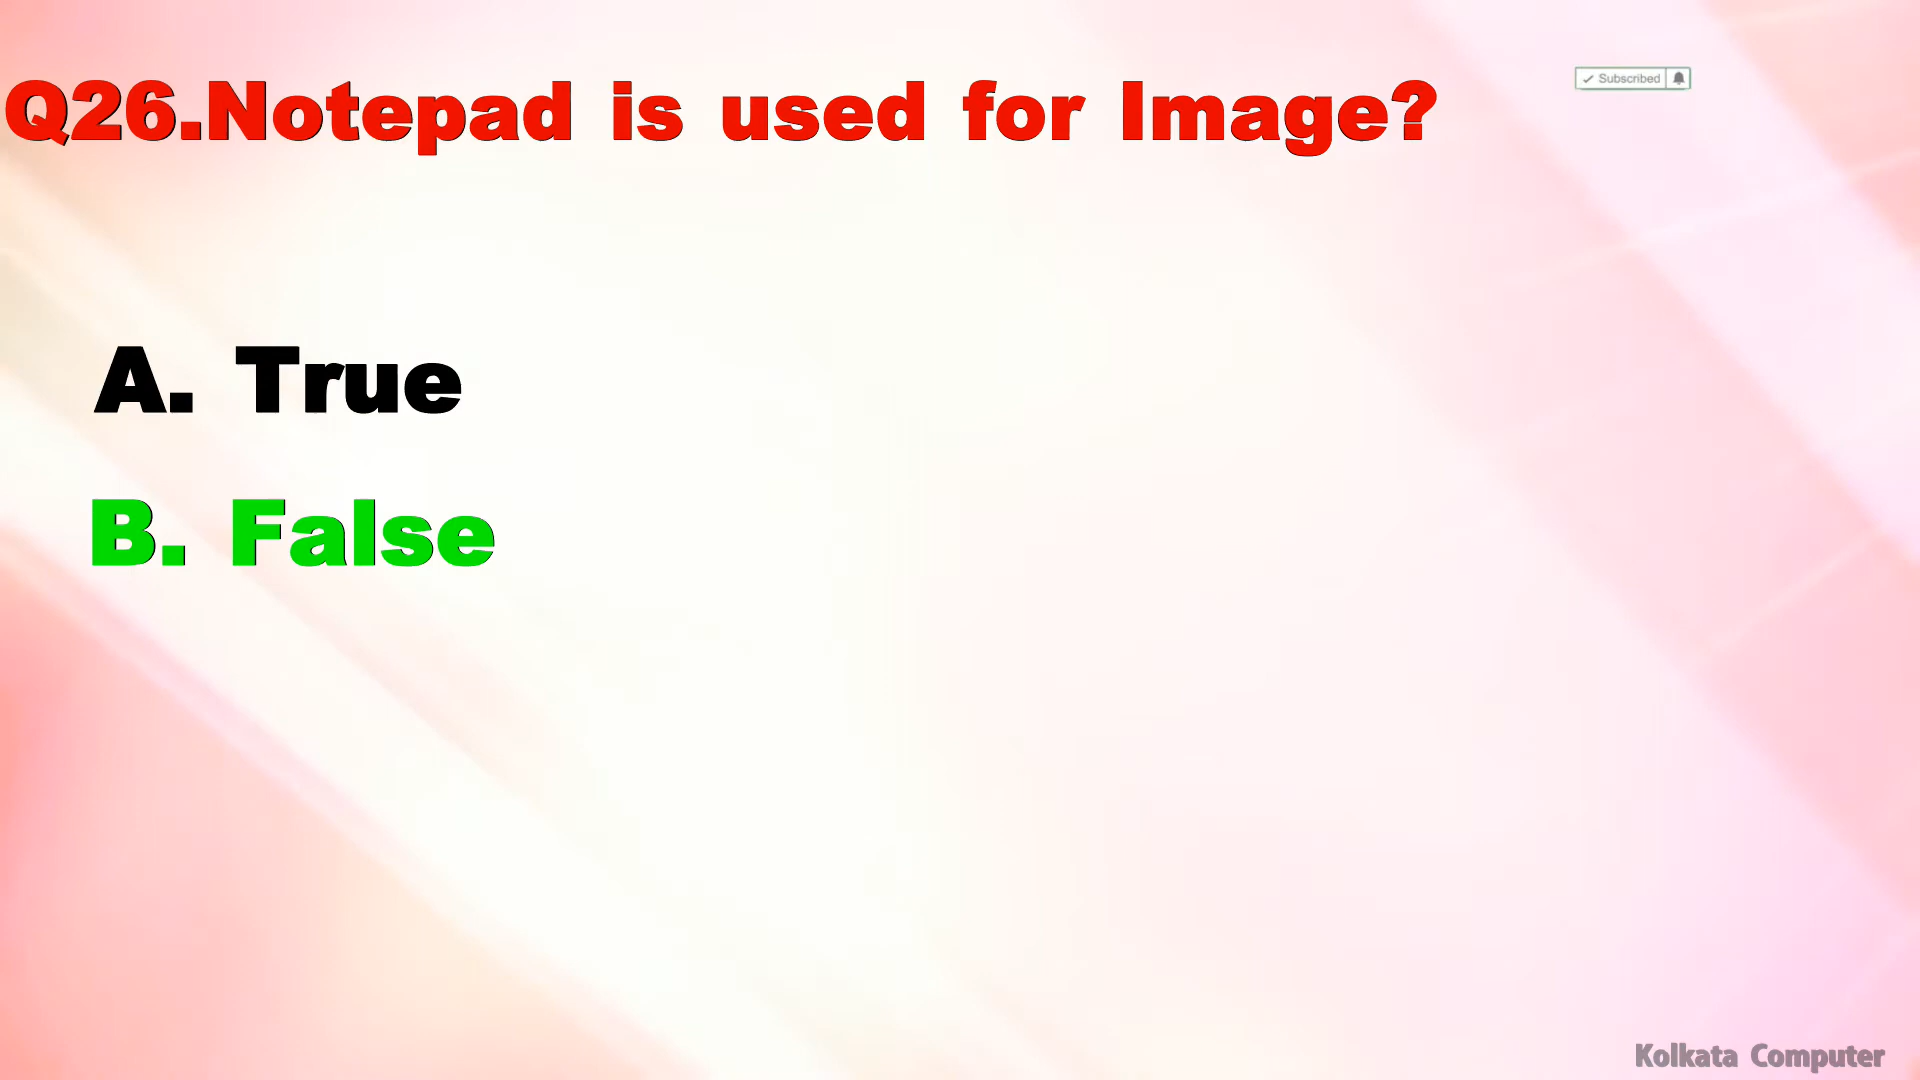 Q26.Notepad is used for Image?
Subscribed
A. True
B. False
Kolkata Computer